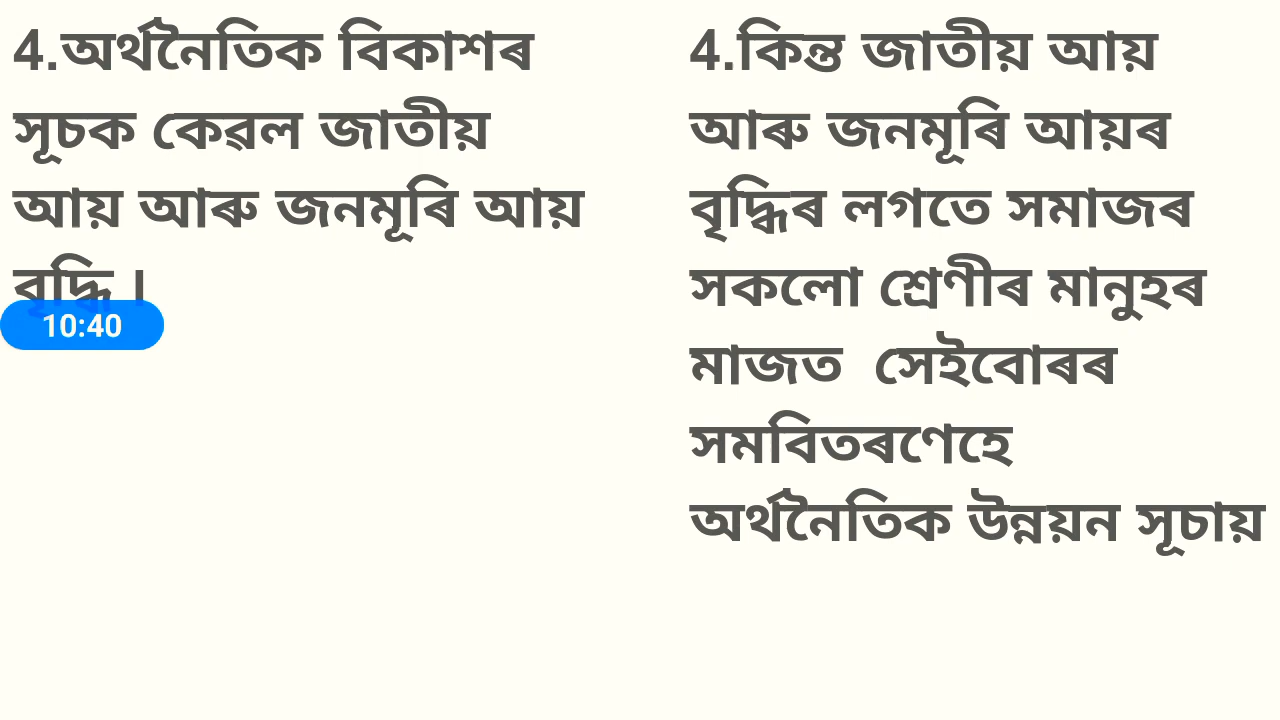 4.অৰ্থনৈতিক বিকাশৰ
সূচক কেৱল জাতীয়
আয় আৰু জনমূৰি আয়
বৃদ্ধি ।
10:40
4.কিন্ত জাতীয় আয়
আৰু জনমূৰি আয়ৰ
বৃদ্ধিৰ লগতে সমাজৰ
সকলো শ্ৰেণীৰ মানুহৰ
মাজত  সেইবোৰৰ
সমবিতৰণেহে
অৰ্থনৈতিক উন্নয়ন সূচায়